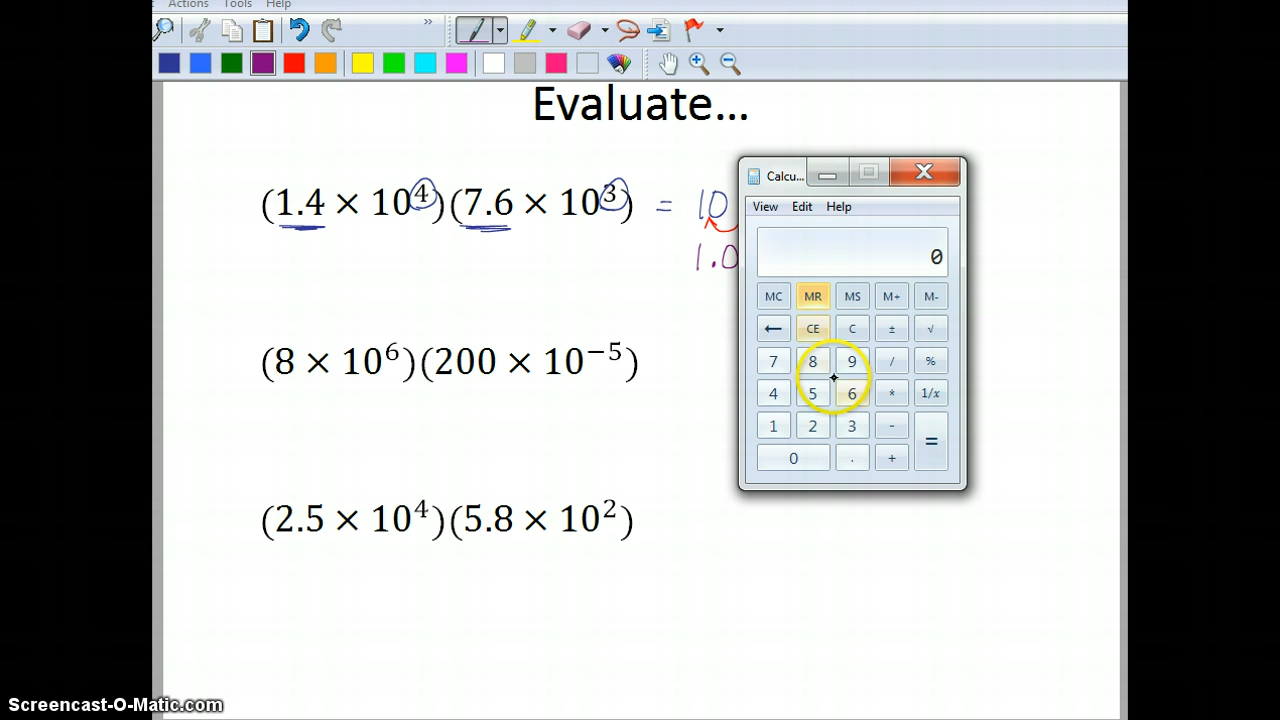 Actions Tools Help
Evaluate...
(1.4 × 10⁴)(7.6 × 10³) = 10
1.0
(8 × 10⁶)(200 × 10⁻⁵)
(2.5 × 10⁴)(5.8 × 10²)
Calcu...
View Edit Help
0
MC MR MS M+ M-
← CE C ± √
7 8 9 / %
4 5 6 * 1/x
1 2 3 - =
0 . +
Screencast-O-Matic.com